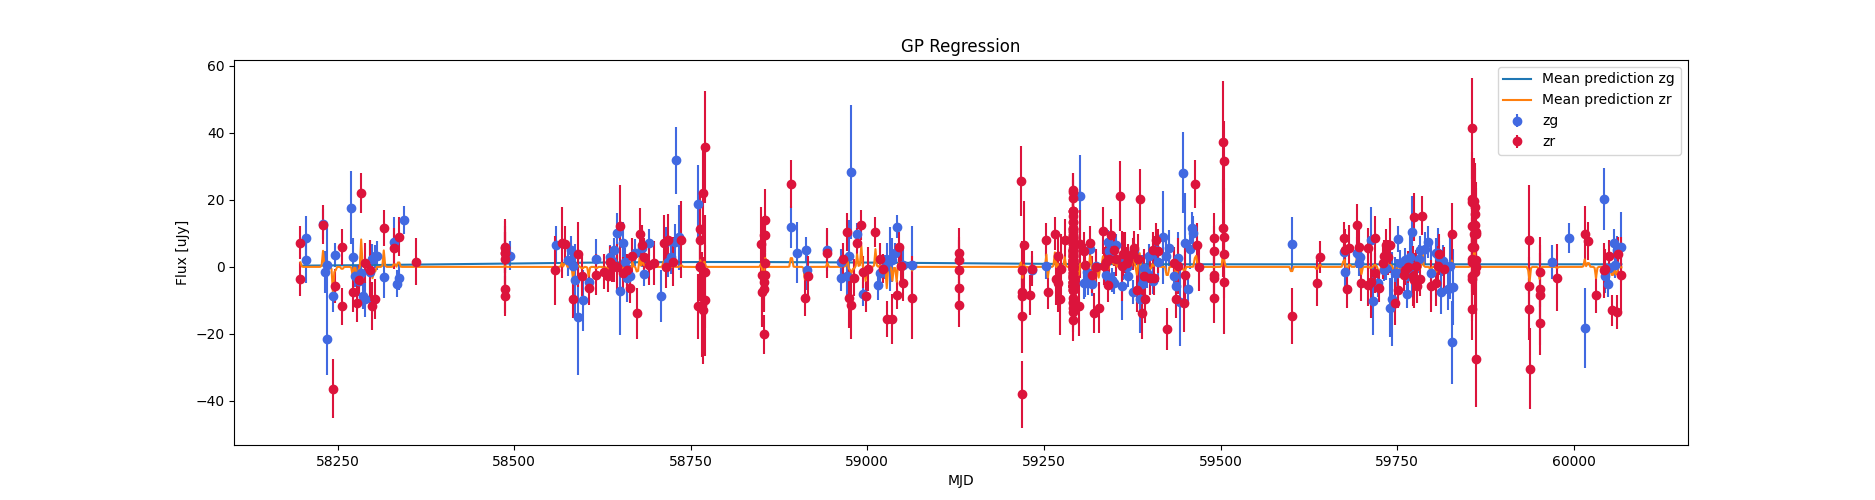 GP Regression
Flux [uJy]
60
40
20
0
−20
−40
58250
58500
58750
59000
59250
59500
59750
60000
MJD
Mean prediction zg
Mean prediction zr
zg
zr